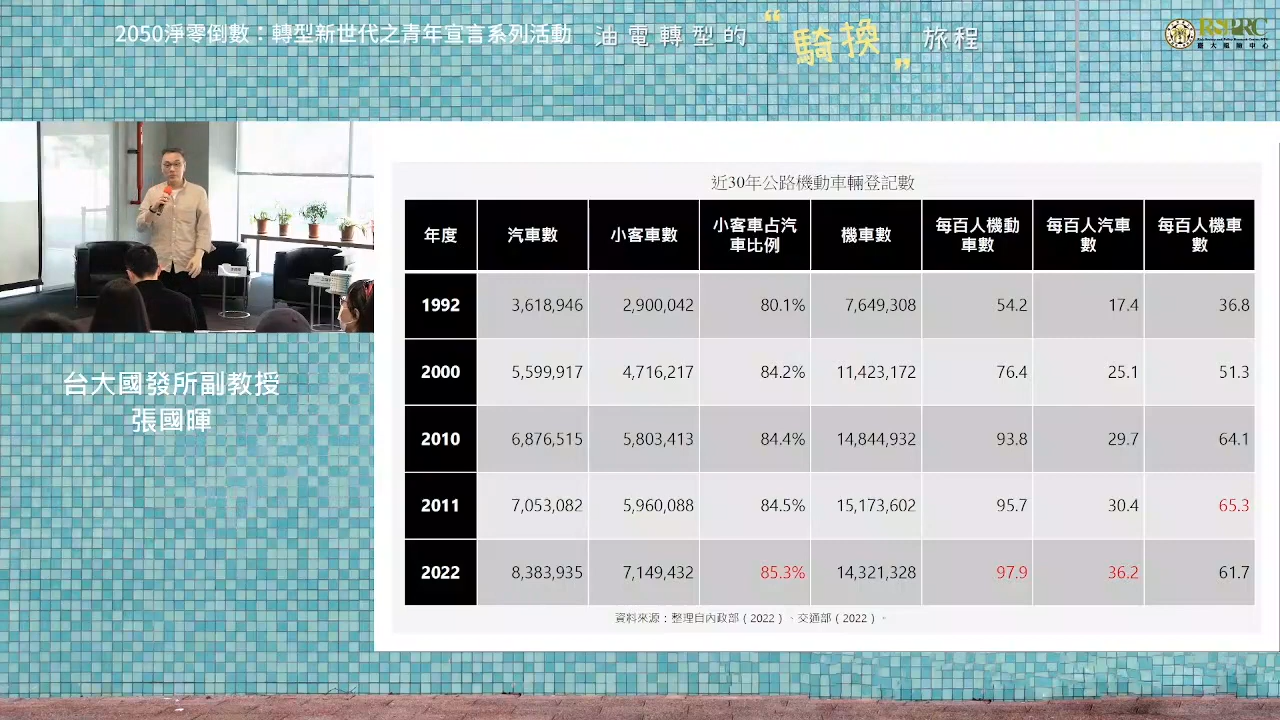 2050淨零倒數：轉型新世代之青年宣言系列活動 油電轉型的 “騎換” 旅程
RSPRC
臺大風險中心
台大國發所副教授
張國暉
近30年公路機動車輛登記數
年度 汽車數 小客車數 小客車占汽車比例 機車數 每百人機動車數 每百人汽車數 每百人機車數
1992 3,618,946 2,900,042 80.1% 7,649,308 54.2 17.4 36.8
2000 5,599,917 4,716,217 84.2% 11,423,172 76.4 25.1 51.3
2010 6,876,515 5,803,413 84.4% 14,844,932 93.8 29.7 64.1
2011 7,053,082 5,960,088 84.5% 15,173,602 95.7 30.4 65.3
2022 8,383,935 7,149,432 85.3% 14,321,328 97.9 36.2 61.7
資料來源：整理自內政部（2022）、交通部（2022）。